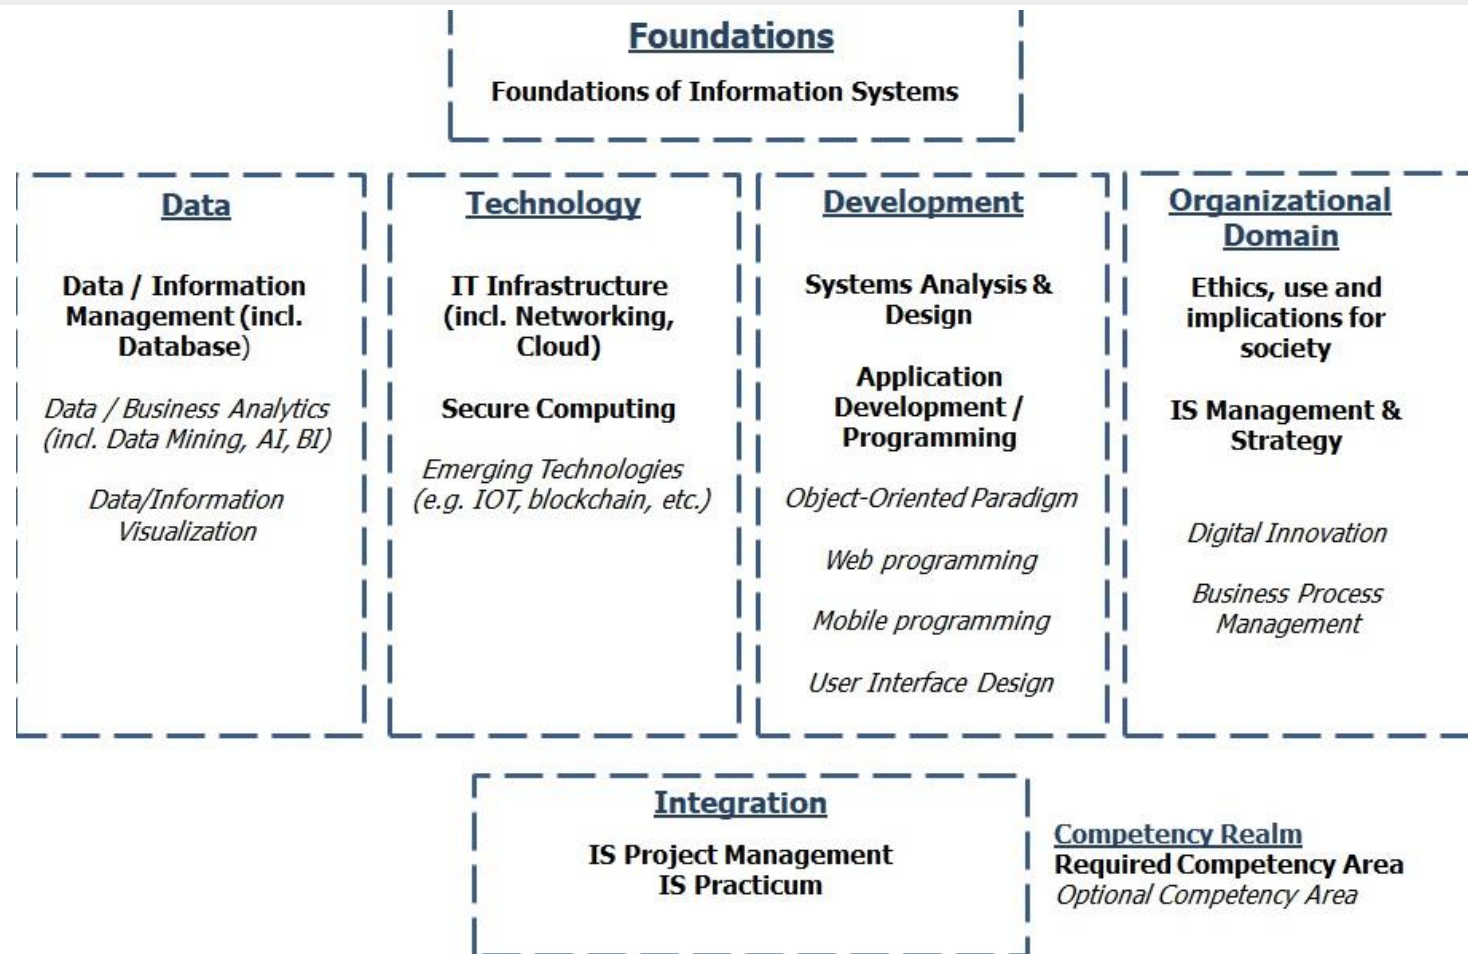 Foundations
Foundations of Information Systems
Data
Data / Information
Management (incl.
Database)
Data / Business Analytics
(incl. Data Mining, AI, BI)
Data/Information
Visualization
Technology
IT Infrastructure
(incl. Networking,
Cloud)
Secure Computing
Emerging Technologies
(e.g. IOT, blockchain, etc.)
Development
Systems Analysis &
Design
Application
Development /
Programming
Object-Oriented Paradigm
Web programming
Mobile programming
User Interface Design
Organizational
Domain
Ethics, use and
implications for
society
IS Management &
Strategy
Digital Innovation
Business Process
Management
Integration
IS Project Management
IS Practicum
Competency Realm
Required Competency Area
Optional Competency Area